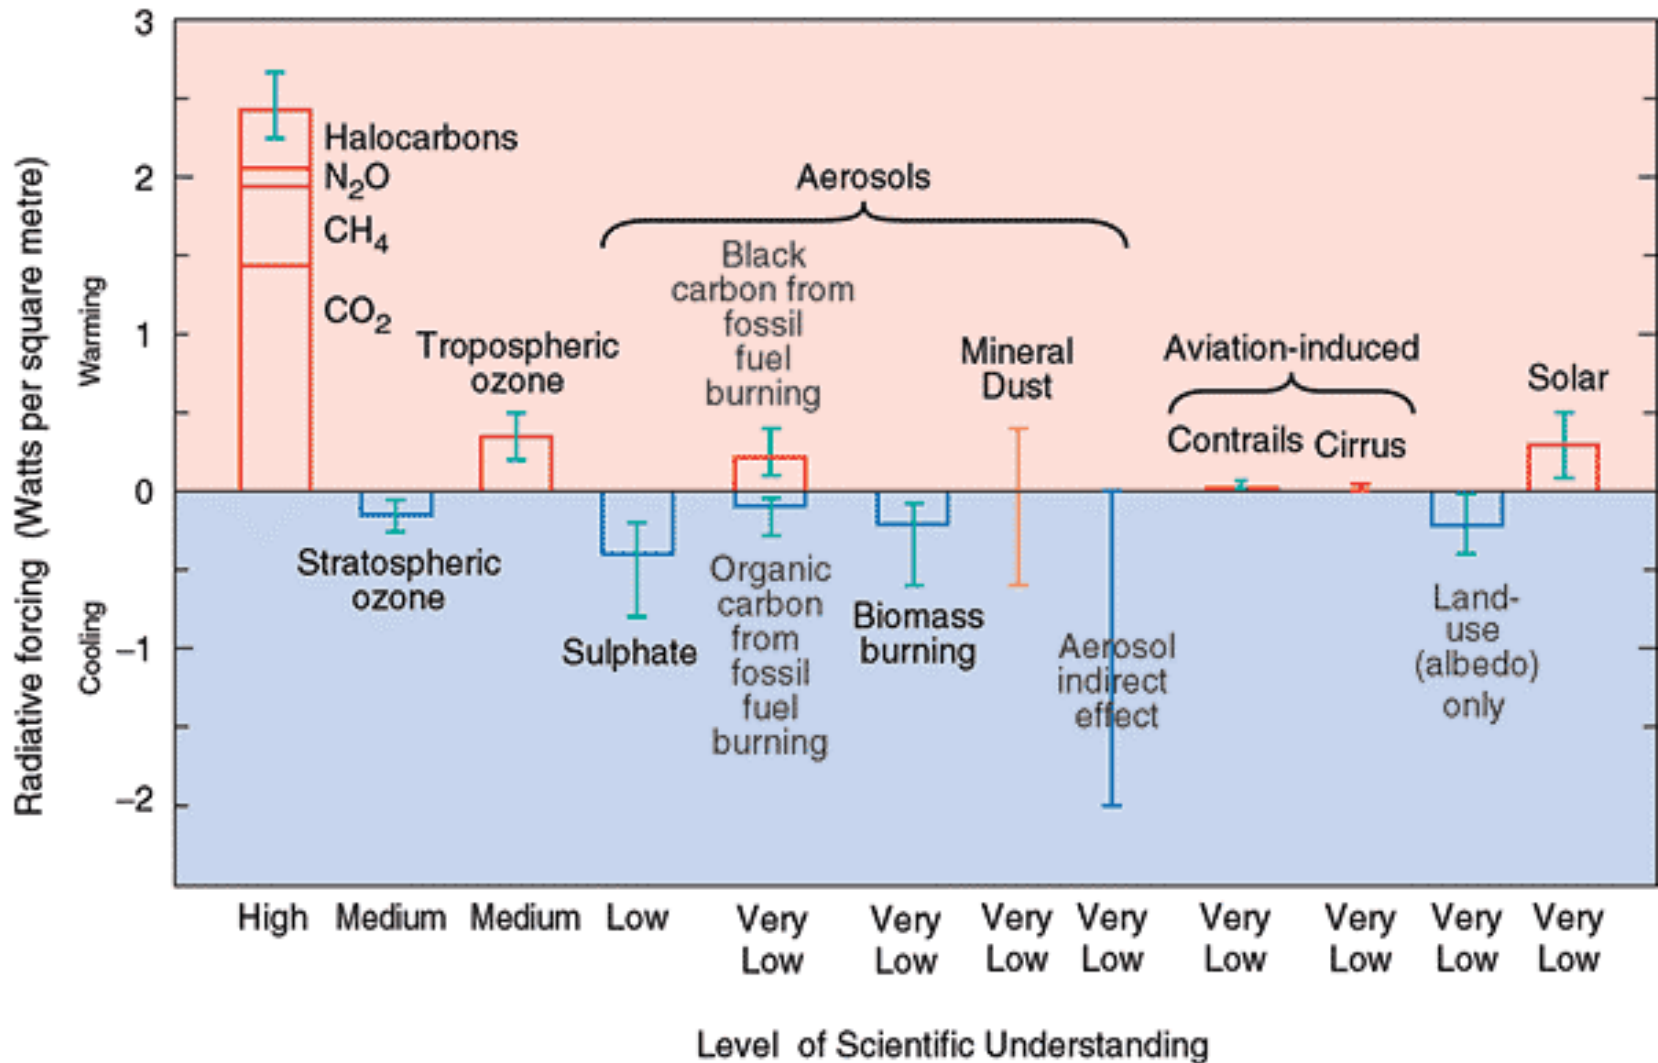 Radiative forcing (Watts per square metre)
Warming
Cooling
3
2
1
0
–1
–2
Halocarbons
N₂O
CH₄
CO₂
Stratospheric
ozone
Tropospheric
ozone
Aerosols
Sulphate
Black
carbon from
fossil
fuel
burning
Organic
carbon
from
fossil
fuel
burning
Biomass
burning
Mineral
Dust
Aerosol
indirect
effect
Aviation-induced
Contrails Cirrus
Land-
use
(albedo)
only
Solar
High
Medium
Medium
Low
Very
Low
Very
Low
Very
Low
Very
Low
Very
Low
Very
Low
Very
Low
Very
Low
Level of Scientific Understanding